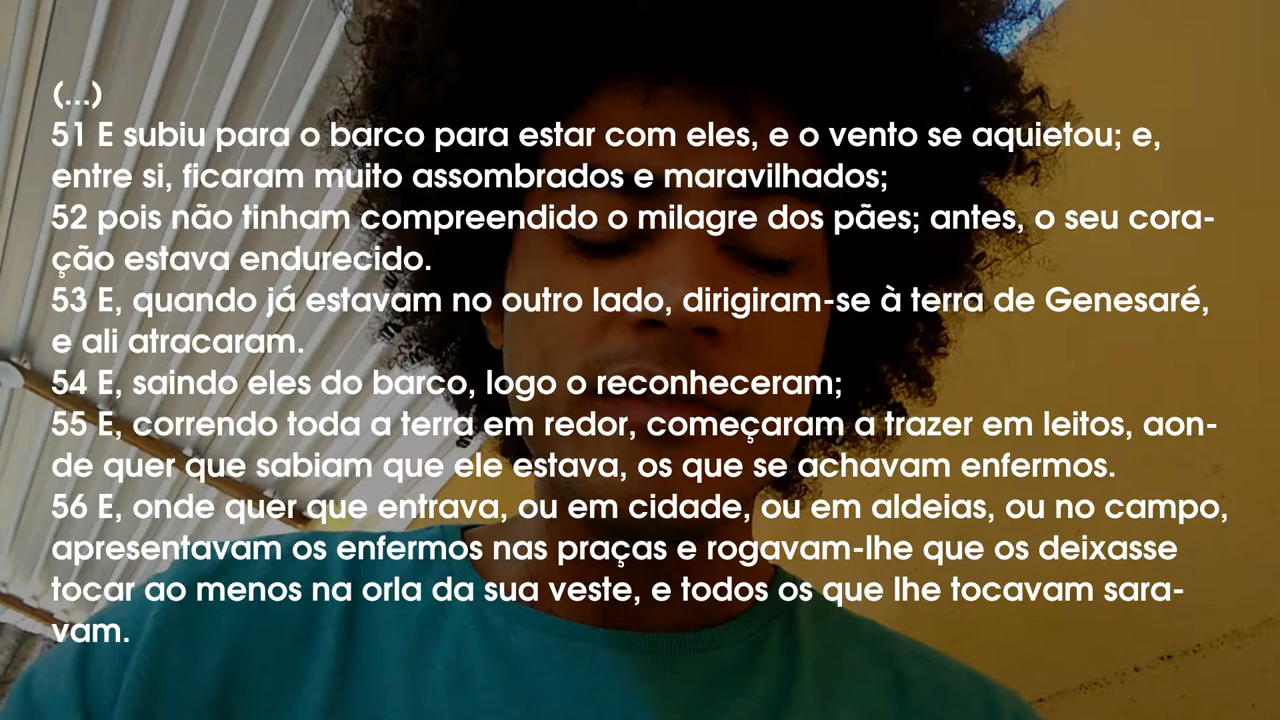 (...)
51 E subiu para o barco para estar com eles, e o vento se aquietou; e,
entre si, ficaram muito assombrados e maravilhados;
52 pois não tinham compreendido o milagre dos pães; antes, o seu cora-
ção estava endurecido.
53 E, quando já estavam no outro lado, dirigiram-se à terra de Genesaré,
e ali atracaram.
54 E, saindo eles do barco, logo o reconheceram;
55 E, correndo toda a terra em redor, começaram a trazer em leitos, aon-
de quer que sabiam que ele estava, os que se achavam enfermos.
56 E, onde quer que entrava, ou em cidade, ou em aldeias, ou no campo,
apresentavam os enfermos nas praças e rogavam-lhe que os deixasse
tocar ao menos na orla da sua veste, e todos os que lhe tocavam sara-
vam.